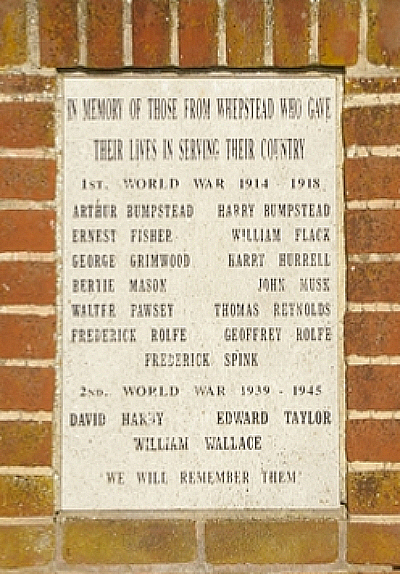 IN MEMORY OF THOSE FROM WHEPSTEAD WHO GAVE
THEIR LIVES IN SERVING THEIR COUNTRY
1ST. WORLD WAR 1914 - 1918
ARTHUR BUMPSTEAD HARRY BUMPSTEAD
ERNEST FISHER WILLIAM FLACK
GEORGE GRIMWOOD HARRY HURRELL
BERTIE MASON JOHN MUSK
WALTER PAWSEY THOMAS REYNOLDS
FREDERICK ROLFE GEOFFREY ROLFE
FREDERICK SPINK
2ND. WORLD WAR 1939 - 1945
DAVID EDWARD TAYLOR
WILLIAM WALLACE
'WE WILL REMEMBER THEM'